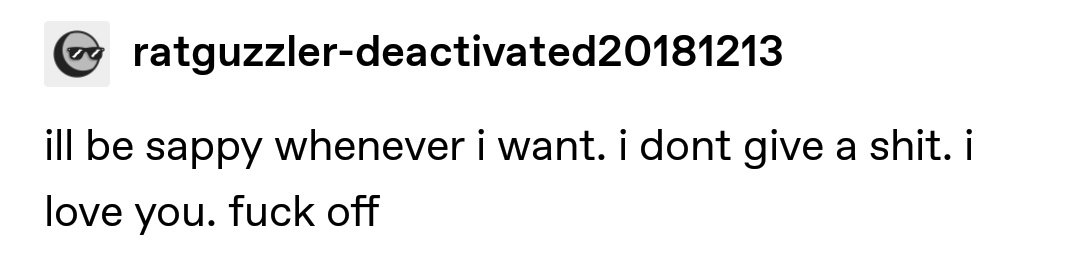 ratguzzler-deactivated20181213
ill be sappy whenever i want. i dont give a shit. i
love you. fuck off